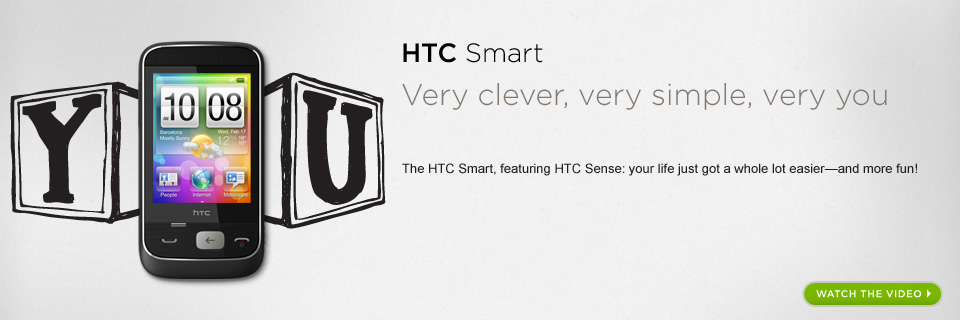 HTC Smart
Very clever, very simple, very you
The HTC Smart, featuring HTC Sense: your life just got a whole lot easier—and more fun!
WATCH THE VIDEO
Y U
10 08
Barcelona
Mostly Sunny
Wed, Feb 17
12°
People
Internet
Messages
hTC